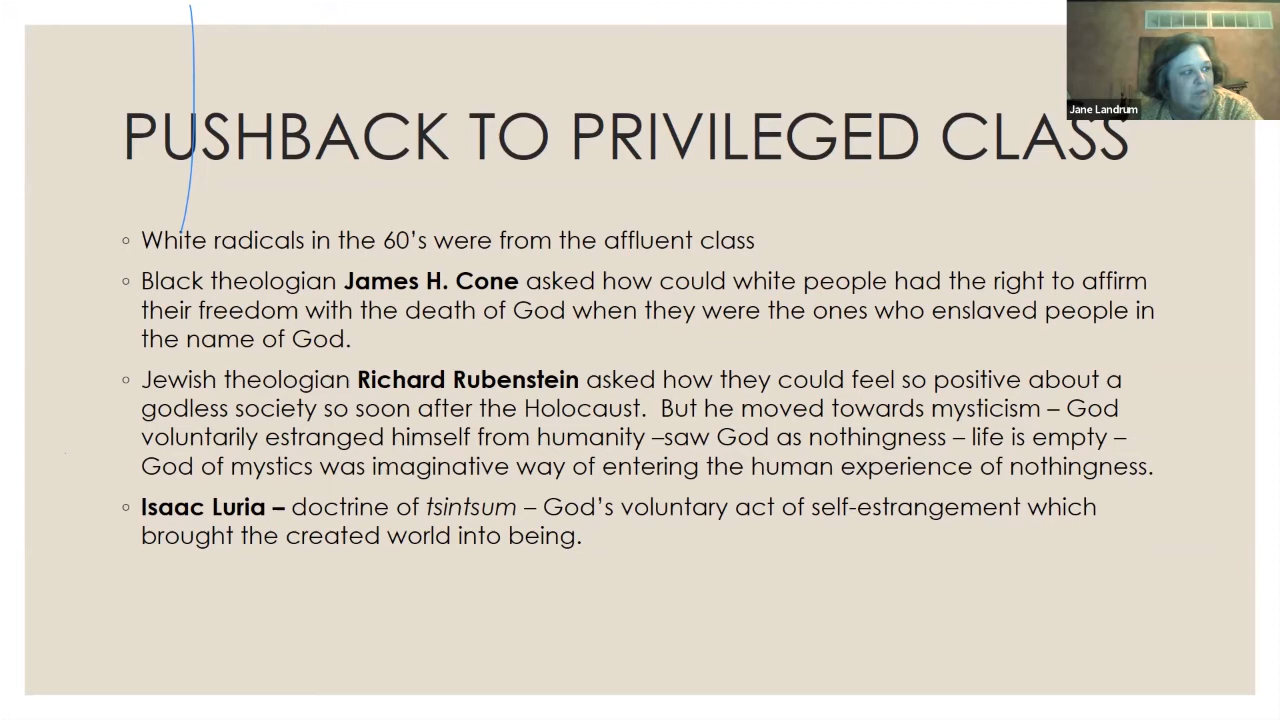 Jane Landrum
PUSHBACK TO PRIVILEGED CLASS
◦ White radicals in the 60’s were from the affluent class
◦ Black theologian James H. Cone asked how could white people had the right to affirm
their freedom with the death of God when they were the ones who enslaved people in
the name of God.
◦ Jewish theologian Richard Rubenstein asked how they could feel so positive about a
godless society so soon after the Holocaust.  But he moved towards mysticism – God
voluntarily estranged himself from humanity –saw God as nothingness – life is empty –
God of mystics was imaginative way of entering the human experience of nothingness.
◦ Isaac Luria – doctrine of tsintsum – God’s voluntary act of self-estrangement which
brought the created world into being.